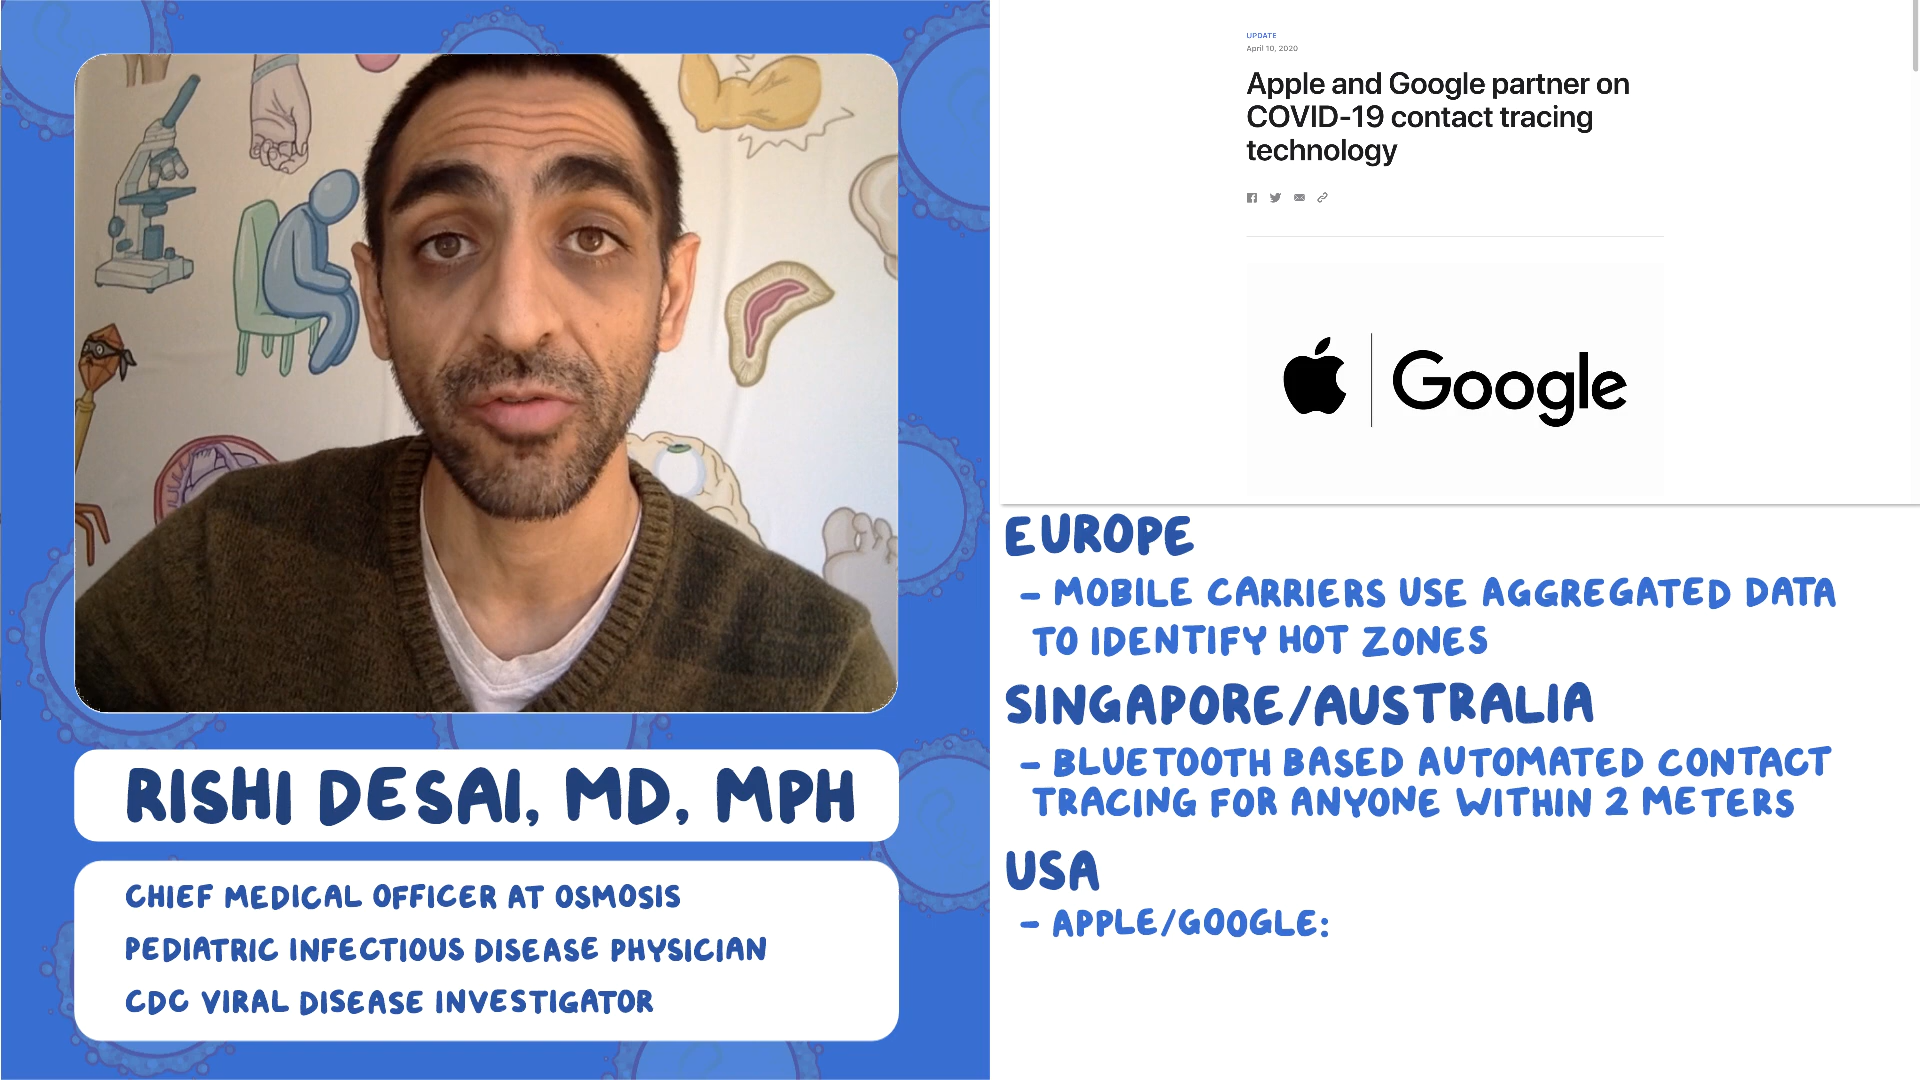 RISHI DESAI, MD, MPH
CHIEF MEDICAL OFFICER AT OSMOSIS
PEDIATRIC INFECTIOUS DISEASE PHYSICIAN
CDC VIRAL DISEASE INVESTIGATOR
UPDATE
April 10, 2020
Apple and Google partner on
COVID-19 contact tracing
technology
Google
EUROPE
- MOBILE CARRIERS USE AGGREGATED DATA
TO IDENTIFY HOT ZONES
SINGAPORE/AUSTRALIA
- BLUETOOTH BASED AUTOMATED CONTACT
TRACING FOR ANYONE WITHIN 2 METERS
USA
- APPLE/GOOGLE: